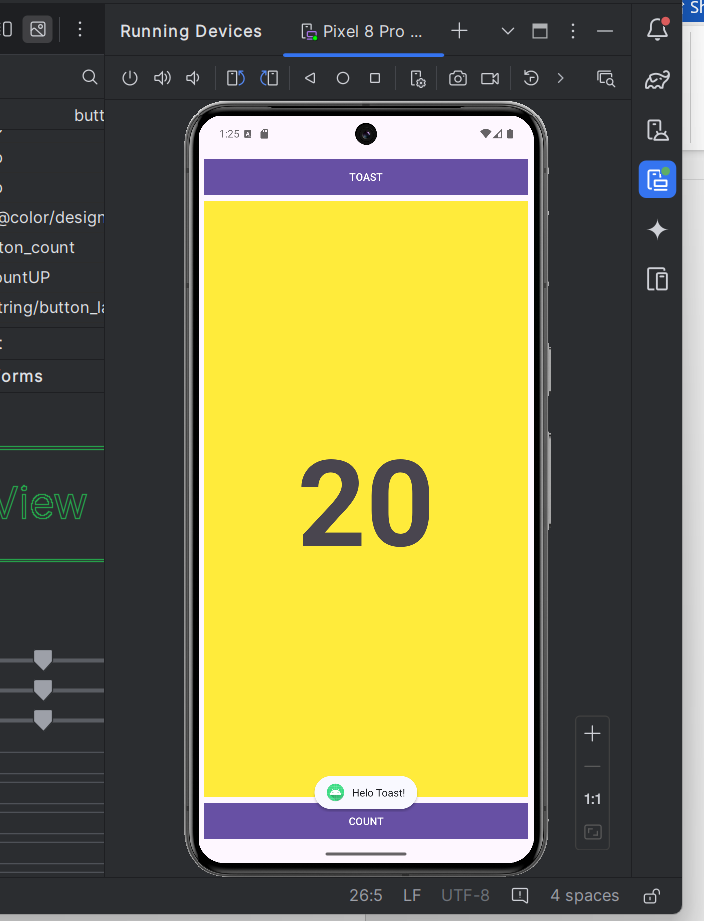 Running Devices
Pixel 8 Pro ...
butt
@color/design
ton_count
ountUP
tring/button_la
orms
View
1:25
TOAST
20
Helo Toast!
COUNT
1:1
26:5 LF UTF-8 4 spaces